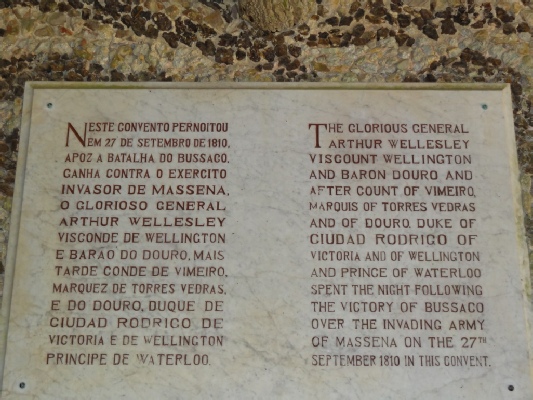 NESTE CONVENTO PERNOITOU
EM 27 DE SETEMBRO DE 1810,
APOZ A BATALHA DO BUSSACO,
GANHA CONTRA O EXERCITO
INVASOR DE MASSENA,
O GLORIOSO GENERAL
ARTHUR WELLESLEY
VISCONDE DE WELLINGTON
E BARÃO DO DOURO, MAIS
TARDE CONDE DE VIMEIRO,
MARQUEZ DE TORRES VEDRAS,
E DO DOURO, DUQUE DE
CIUDAD RODRIGO DE
VICTORIA E DE WELLINGTON
PRINCIPE DE WATERLOO.
THE GLORIOUS GENERAL
ARTHUR WELLESLEY
VISCOUNT WELLINGTON
AND BARON DOURO, AND
AFTER COUNT OF VIMEIRO,
MARQUIS OF TORRES VEDRAS
AND OF DOURO, DUKE OF
CIUDAD RODRIGO OF
VICTORIA AND OF WELLINGTON
AND PRINCE OF WATERLOO
SPENT THE NIGHT FOLLOWING
THE VICTORY OF BUSSACO
OVER THE INVADING ARMY
OF MASSENA ON THE 27TH
SEPTEMBER 1810 IN THIS CONVENT.